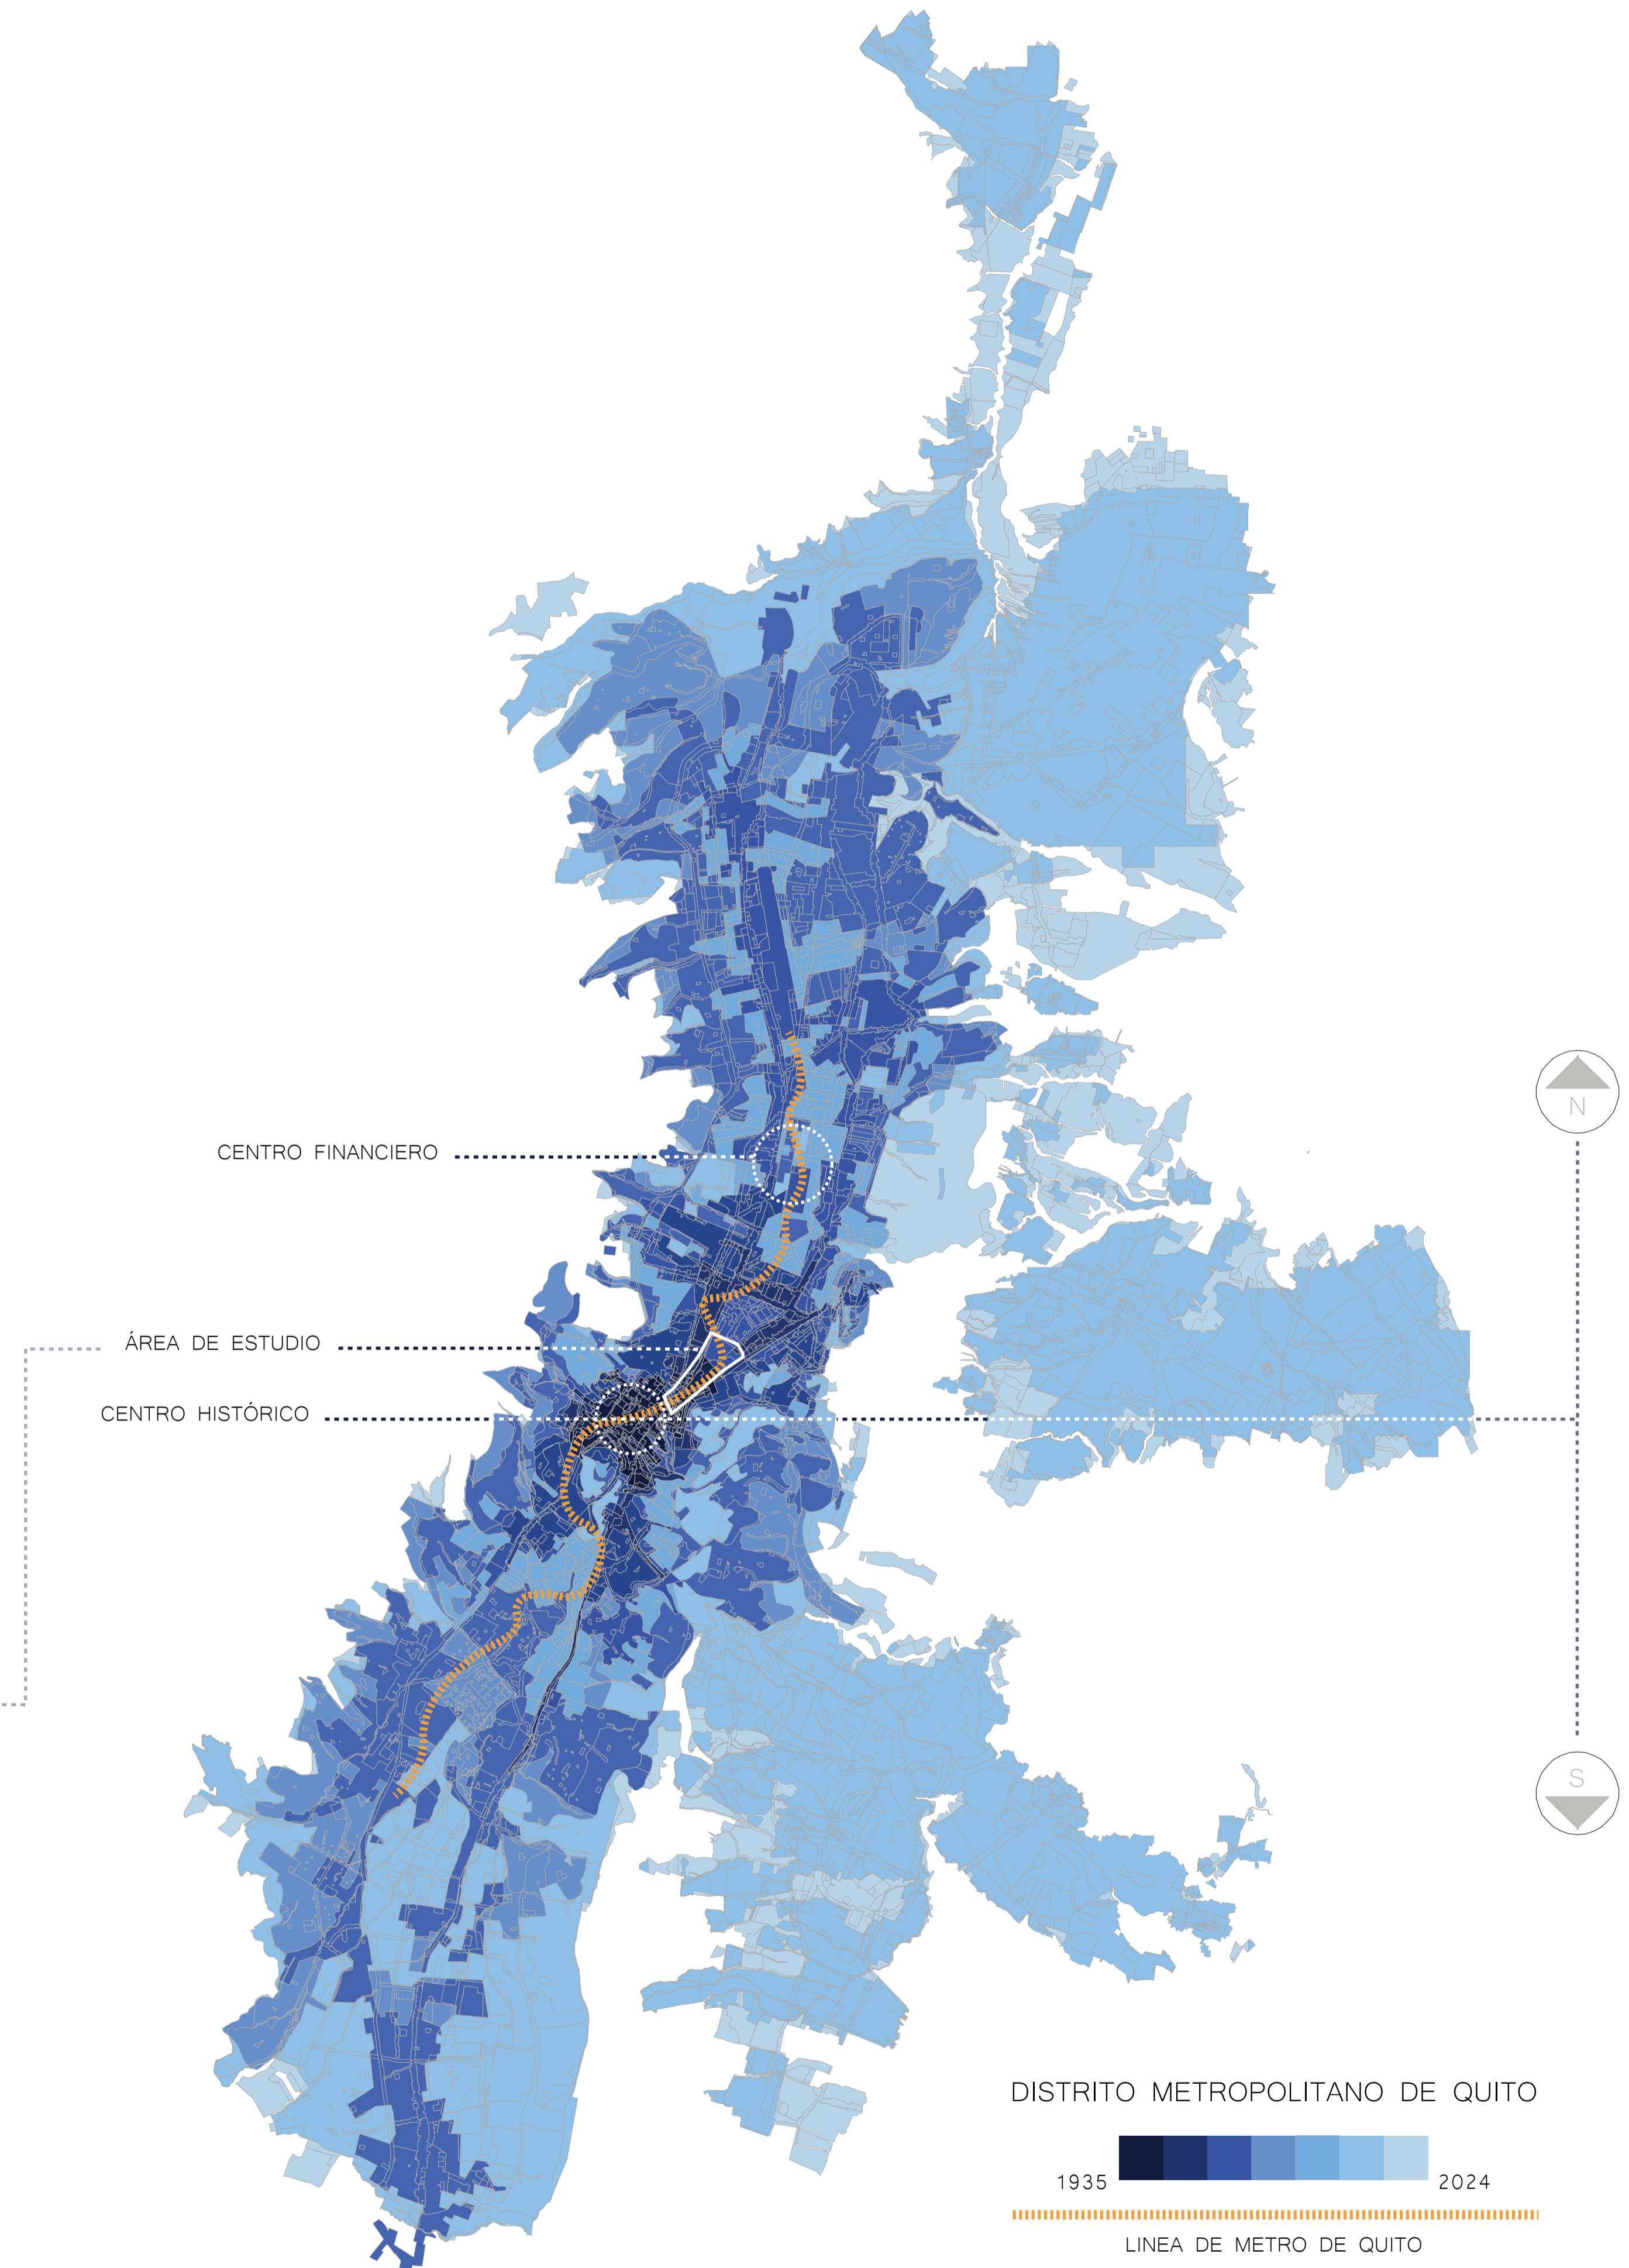 N
CENTRO FINANCIERO
ÁREA DE ESTUDIO
CENTRO HISTÓRICO
S
DISTRITO METROPOLITANO DE QUITO
1935
2024
LINEA DE METRO DE QUITO